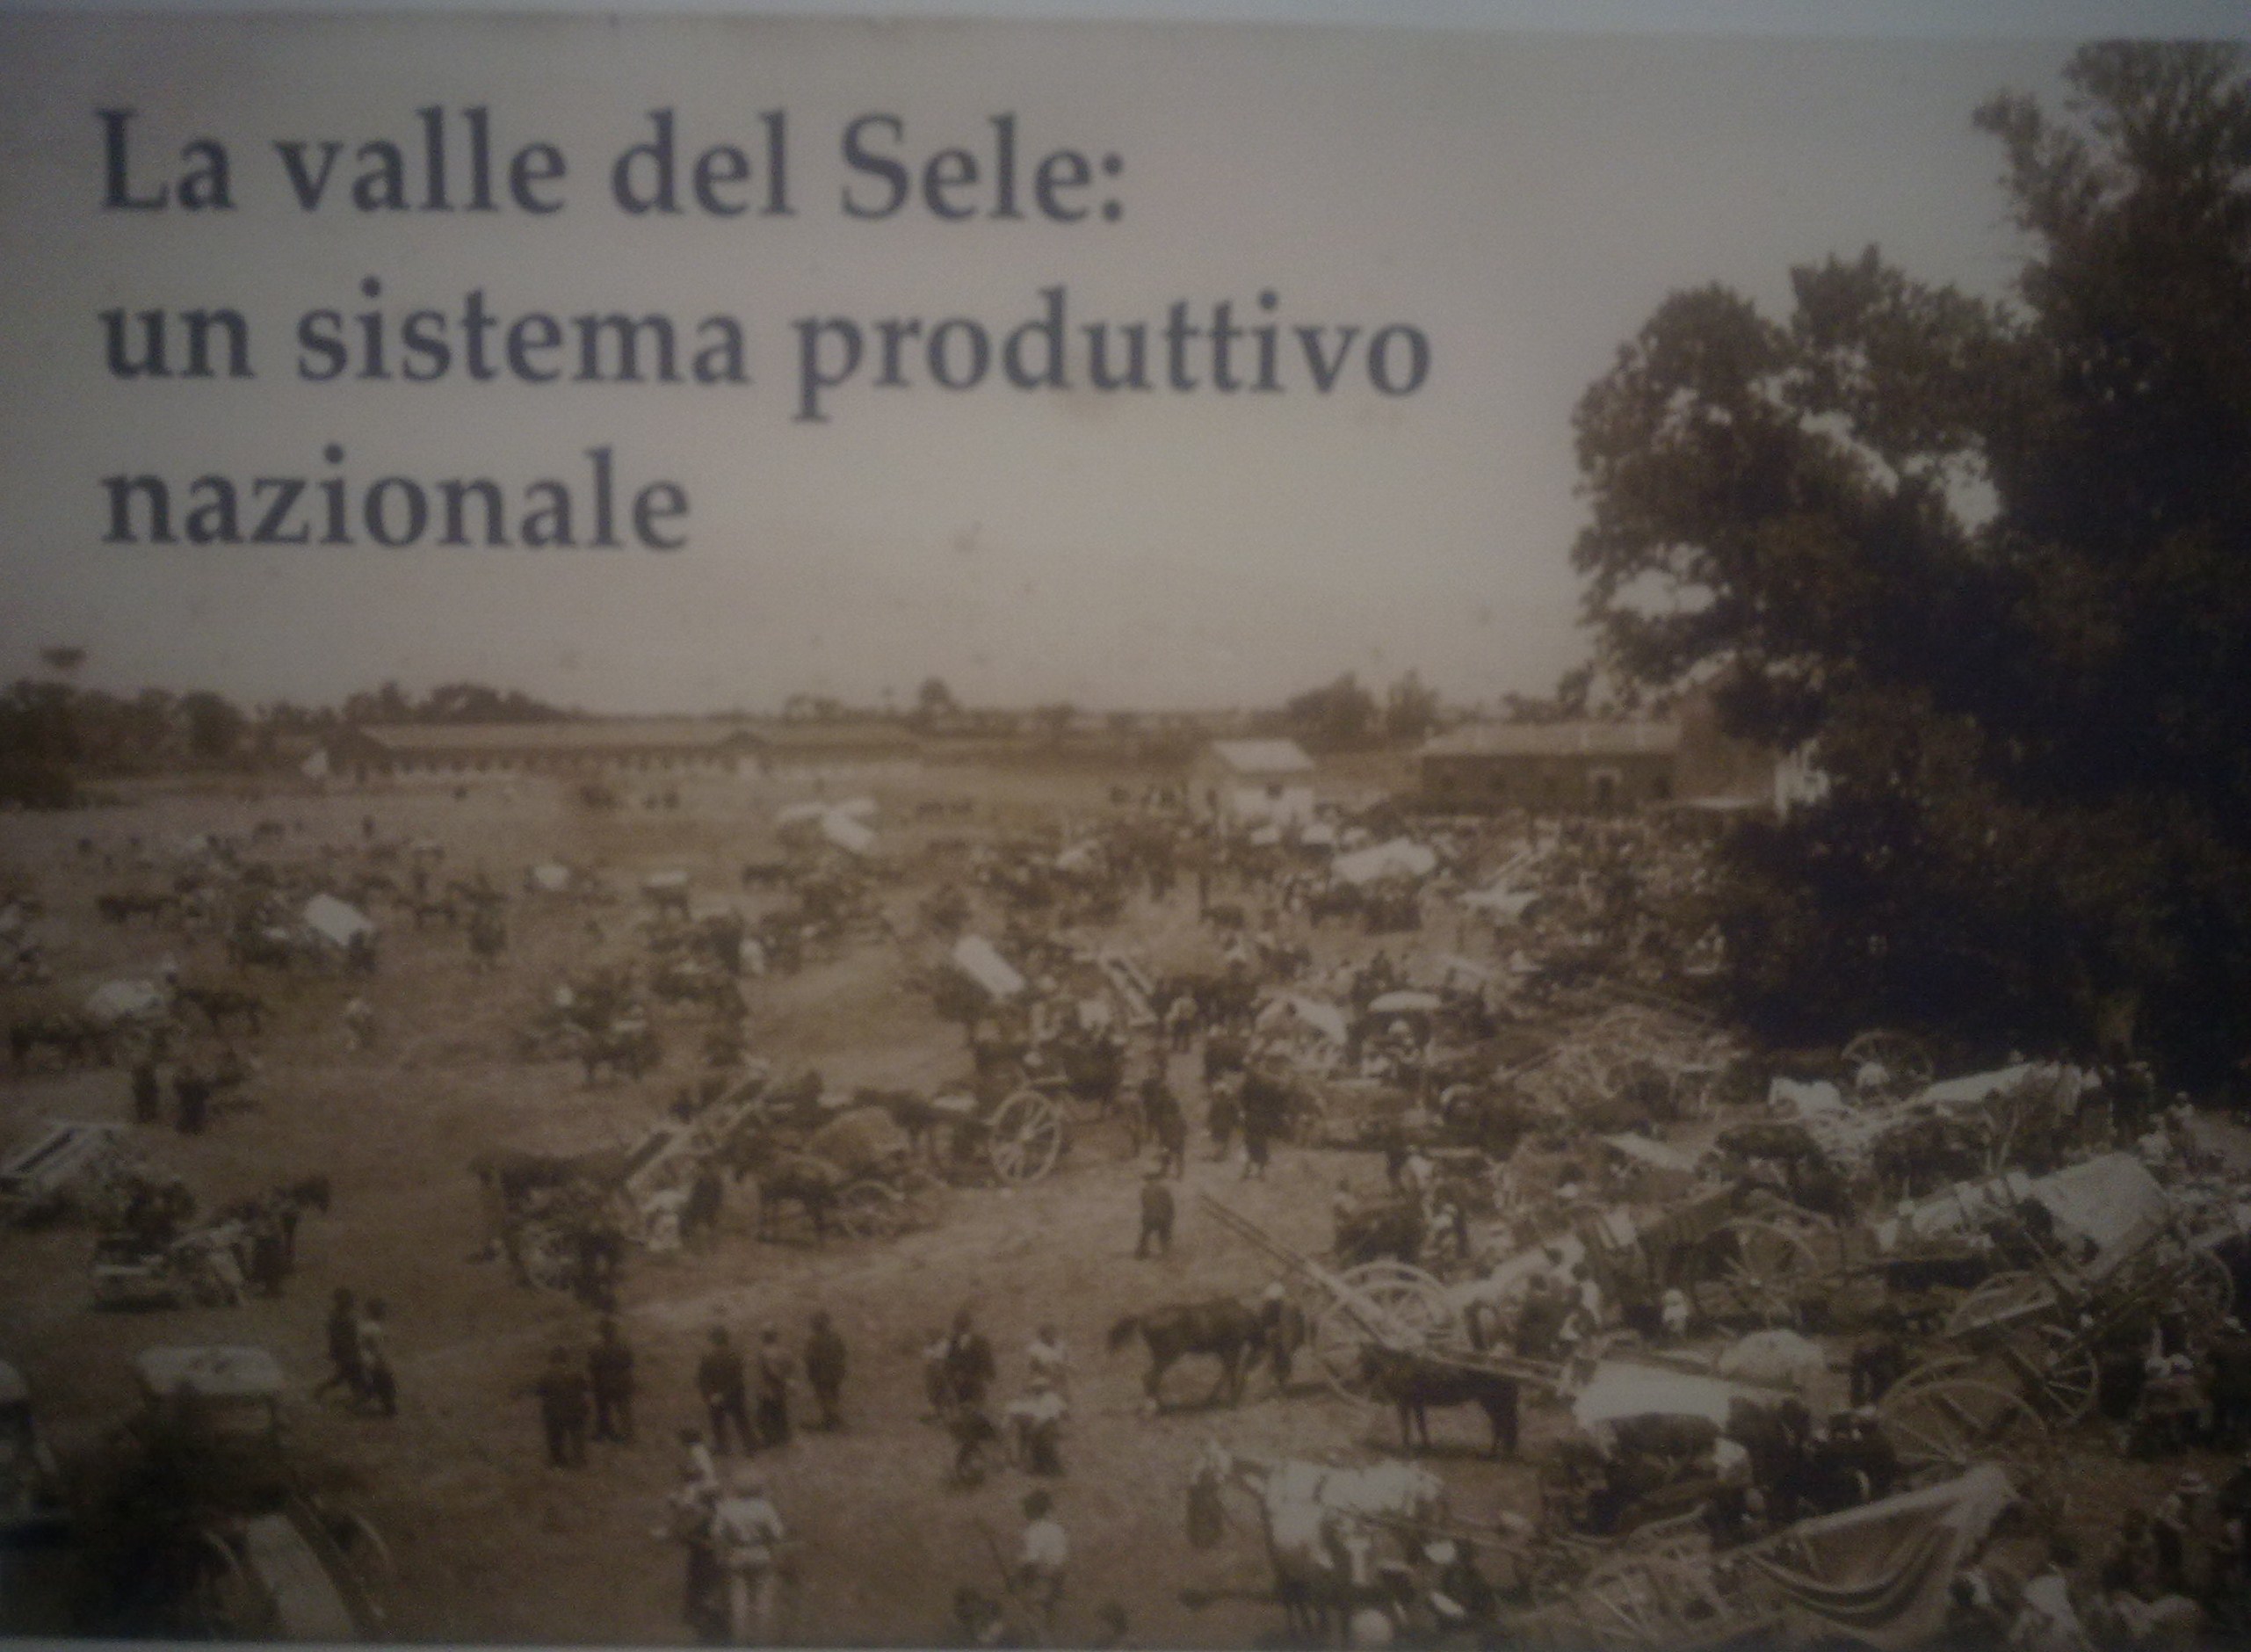 La valle del Sele:
un sistema produttivo
nazionale